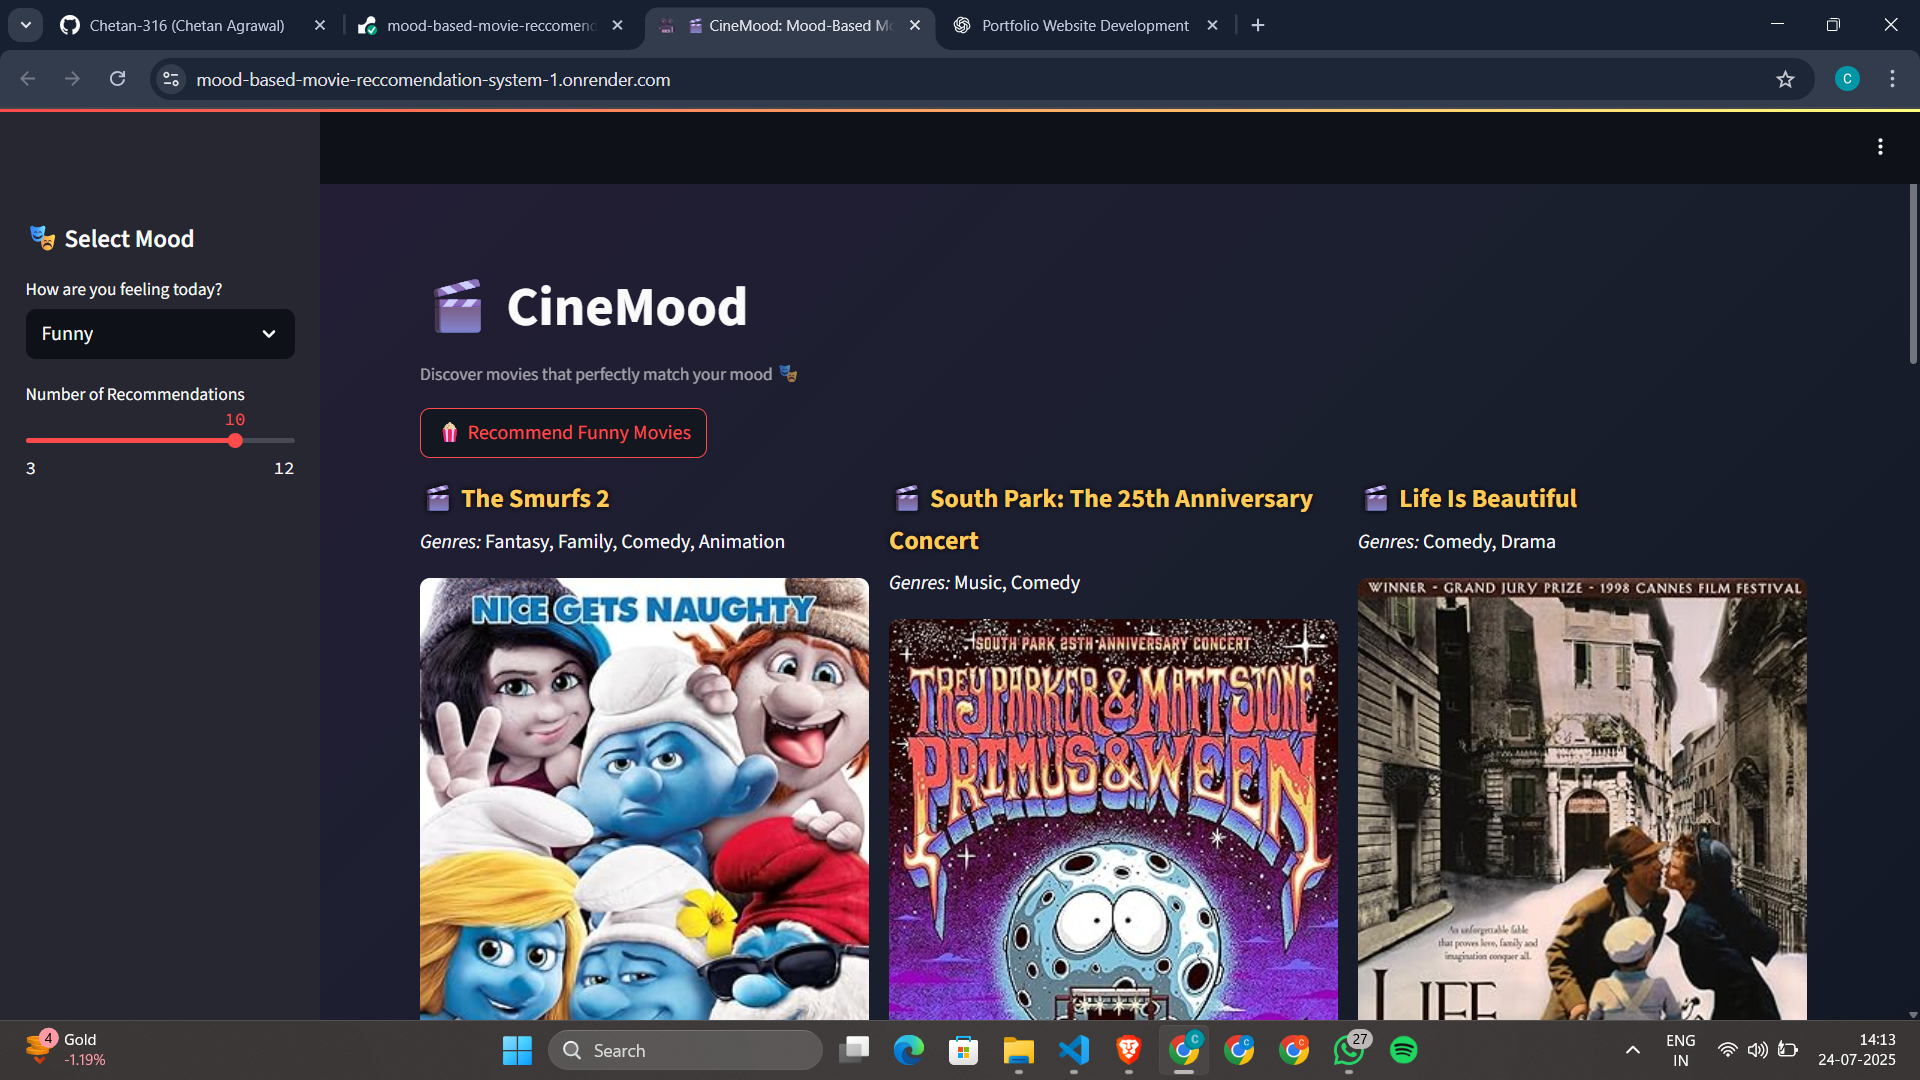 Chetan-316 (Chetan Agrawal)
mood-based-movie-reccomend
CineMood: Mood-Based Mo
Portfolio Website Development
mood-based-movie-reccomendation-system-1.onrender.com
C
Select Mood
How are you feeling today?
Funny
Number of Recommendations
10
3
12
CineMood
Discover movies that perfectly match your mood
Recommend Funny Movies
The Smurfs 2
Genres: Fantasy, Family, Comedy, Animation
NICE GETS NAUGHTY
South Park: The 25th Anniversary
Concert
Genres: Music, Comedy
SOUTH PARK 25TH ANNIVERSARY CONCERT
TREY PARKER & MATT STONE
PRIMUS & WEEN
Life Is Beautiful
Genres: Comedy, Drama
WINNER - GRAND JURY PRIZE - 1998 CANNES FILM FESTIVAL
An unforgettable fable
that proves love, family and
imagination conquer all.
LIFE
4
Gold
-1.19%
Search
C
C
C
27
ENG
IN
14:13
24-07-2025